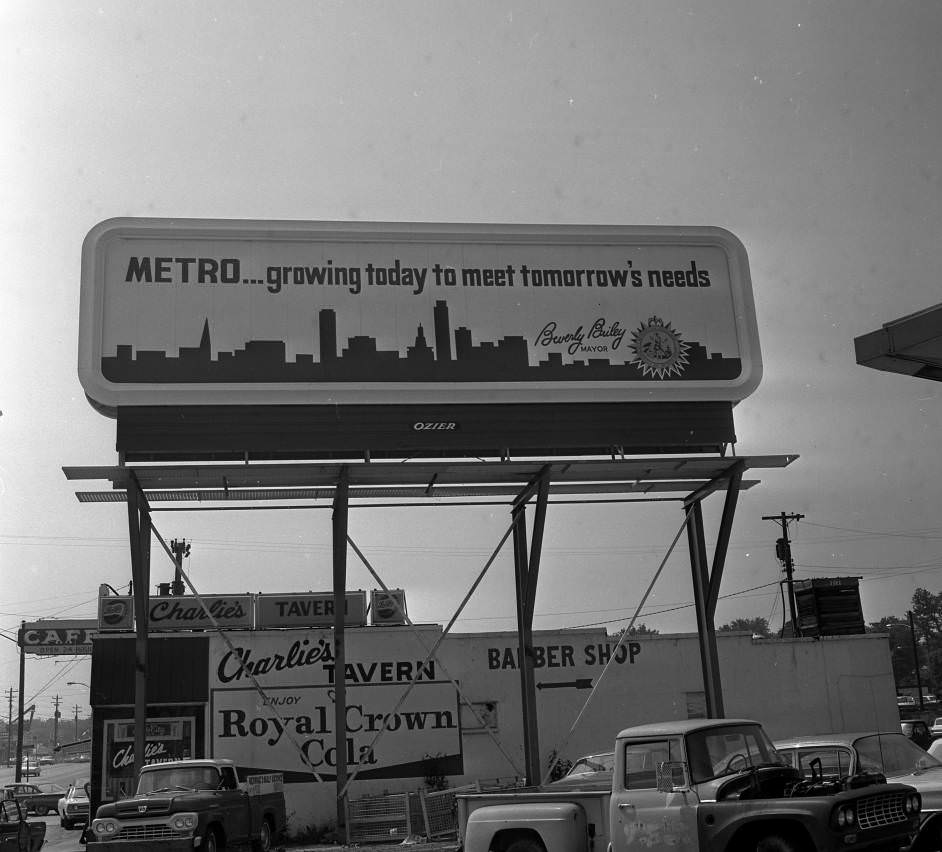 METRO...growing today to meet tomorrow's needs
Beverly Briley
MAYOR
OZIER
Charlie's TAVERN
CAFE
OPEN 24 HOURS
Charlie's
TAVERN
BARBER SHOP
ENJOY
Royal Crown
Cola
Charlie's